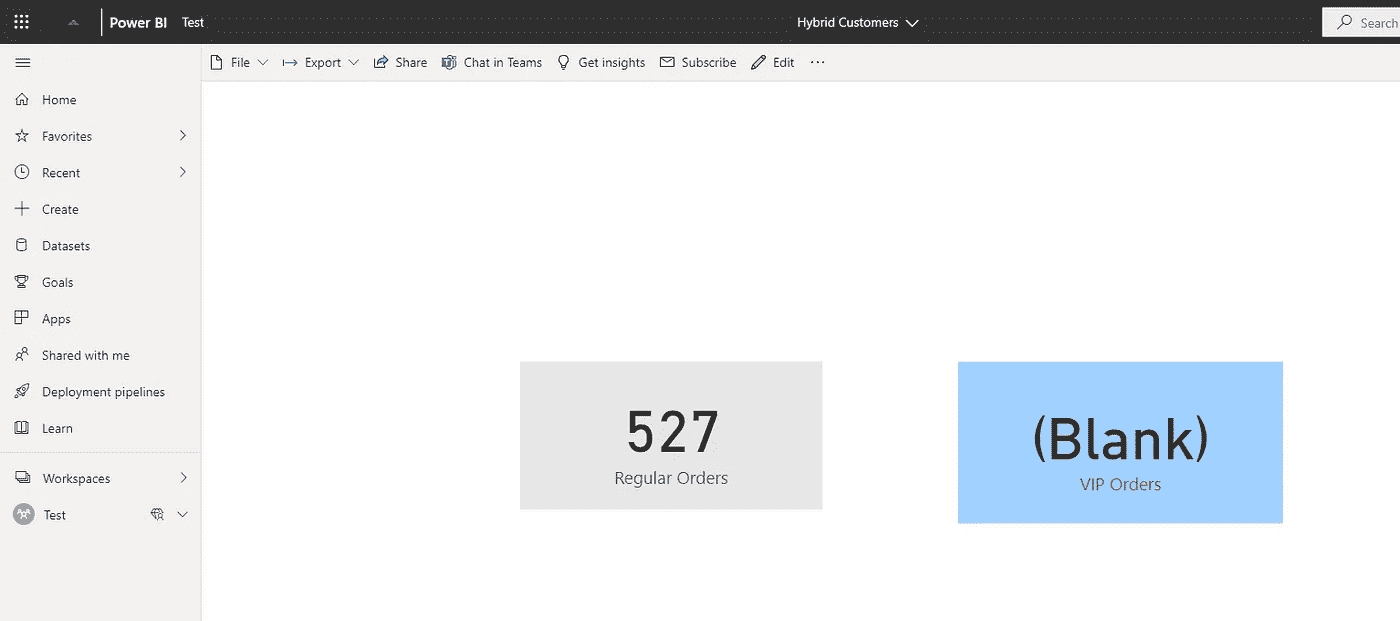 Power BI Test
Hybrid Customers
Search
File Export Share Chat in Teams Get insights Subscribe Edit
Home
Favorites
Recent
Create
Datasets
Goals
Apps
Shared with me
Deployment pipelines
Learn
Workspaces
Test
527
Regular Orders
(Blank)
VIP Orders